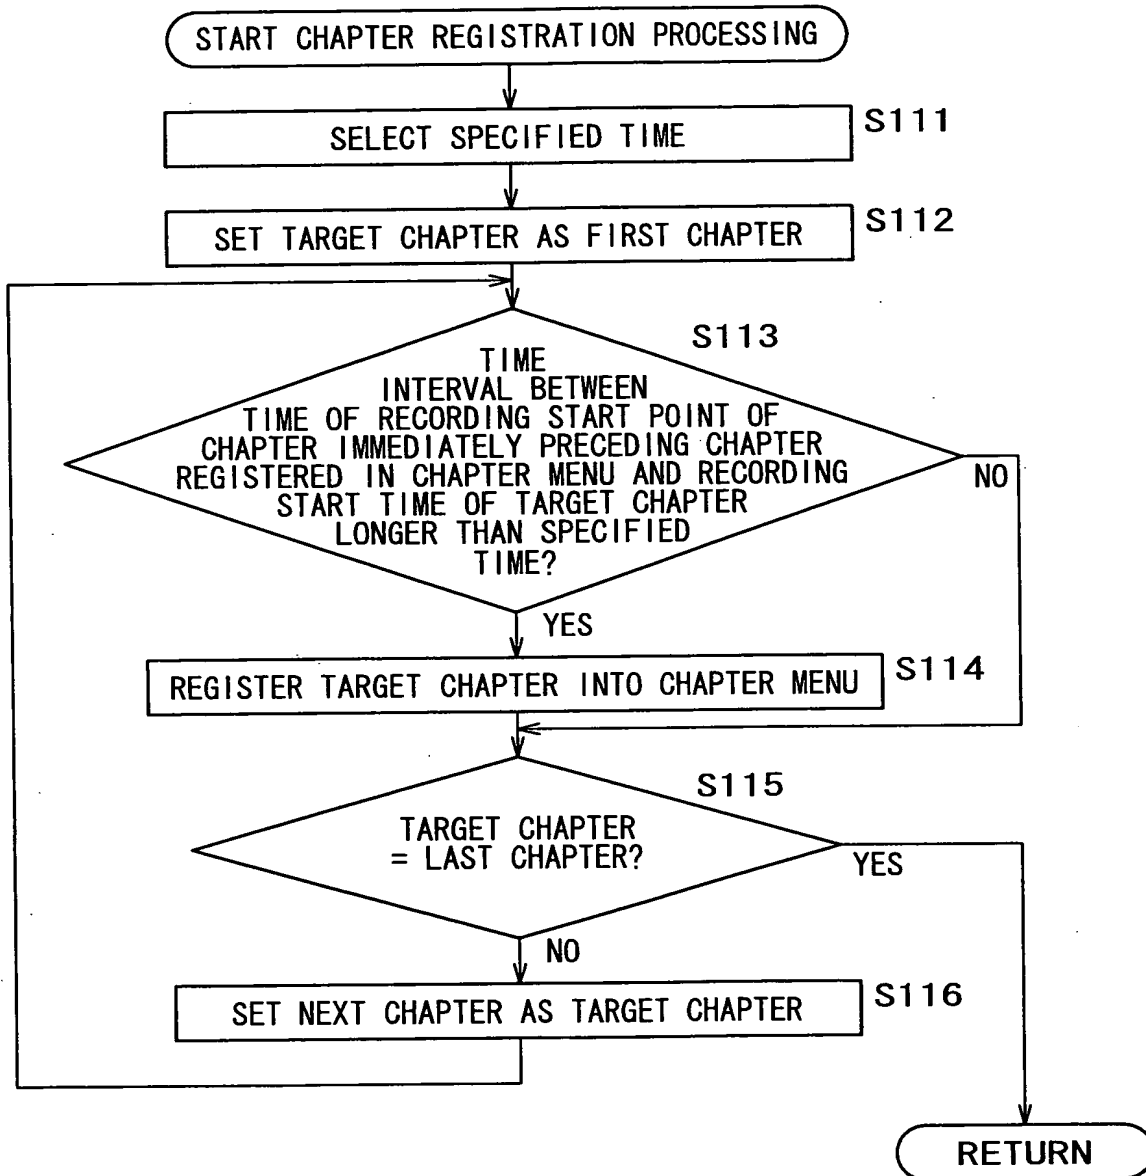 START CHAPTER REGISTRATION PROCESSING
SELECT SPECIFIED TIME
S111
SET TARGET CHAPTER AS FIRST CHAPTER
S112
S113
TIME
INTERVAL BETWEEN
TIME OF RECORDING START POINT OF
CHAPTER IMMEDIATELY PRECEDING CHAPTER
REGISTERED IN CHAPTER MENU AND RECORDING
START TIME OF TARGET CHAPTER
LONGER THAN SPECIFIED
TIME?
NO
YES
REGISTER TARGET CHAPTER INTO CHAPTER MENU
S114
S115
TARGET CHAPTER
= LAST CHAPTER?
YES
NO
SET NEXT CHAPTER AS TARGET CHAPTER
S116
RETURN